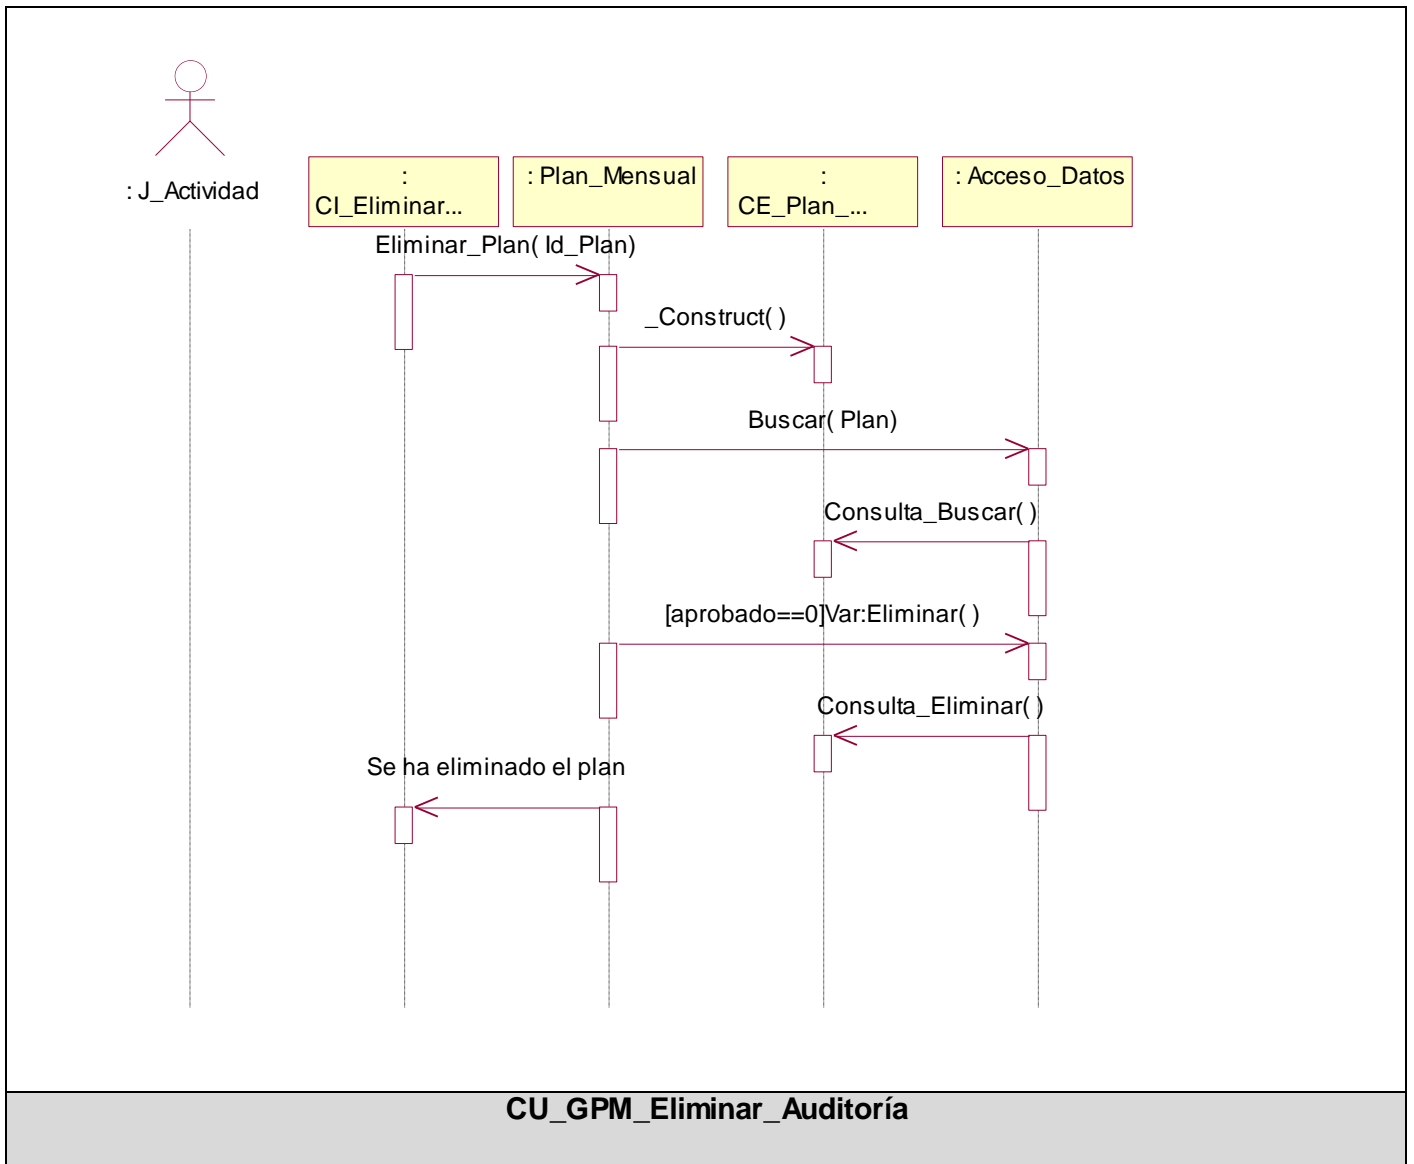 : J_Actividad
:
CI_Eliminar...
: Plan_Mensual
:
CE_Plan_...
: Acceso_Datos
Eliminar_Plan( Id_Plan)
_Construct( )
Buscar( Plan)
Consulta_Buscar( )
[aprobado==0]Var:Eliminar( )
Consulta_Eliminar( )
Se ha eliminado el plan
CU_GPM_Eliminar_Auditoría